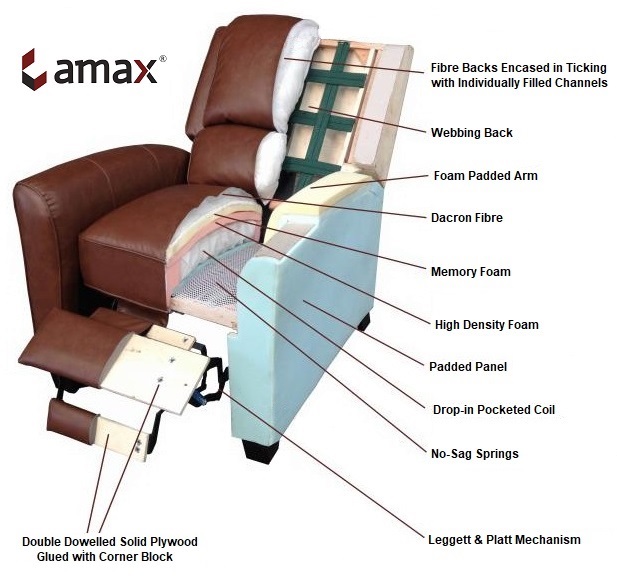 amax®
Fibre Backs Encased in Ticking
with Individually Filled Channels
Webbing Back
Foam Padded Arm
Dacron Fibre
Memory Foam
High Density Foam
Padded Panel
Drop-in Pocketed Coil
No-Sag Springs
Leggett & Platt Mechanism
Double Dowelled Solid Plywood
Glued with Corner Block